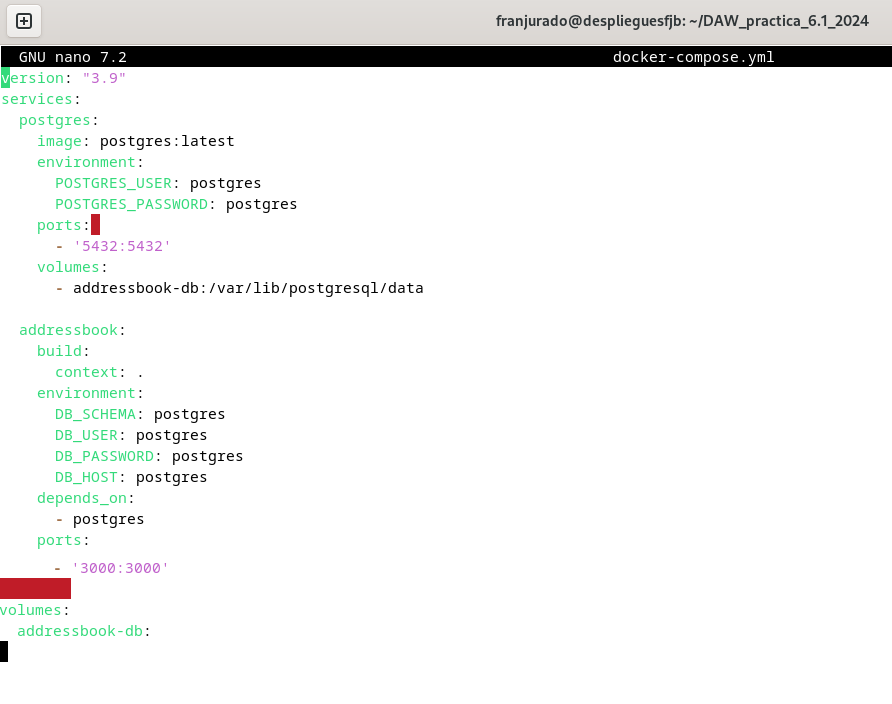 franjurado@desplieguesfjb: ~/DAW_practica_6.1_2024
GNU nano 7.2 docker-compose.yml
version: "3.9"
services:
  postgres:
    image: postgres:latest
    environment:
      POSTGRES_USER: postgres
      POSTGRES_PASSWORD: postgres
    ports:
      - '5432:5432'
    volumes:
      - addressbook-db:/var/lib/postgresql/data

  addressbook:
    build:
      context: .
    environment:
      DB_SCHEMA: postgres
      DB_USER: postgres
      DB_PASSWORD: postgres
      DB_HOST: postgres
    depends_on:
      - postgres
    ports:
      - '3000:3000'

volumes:
  addressbook-db: